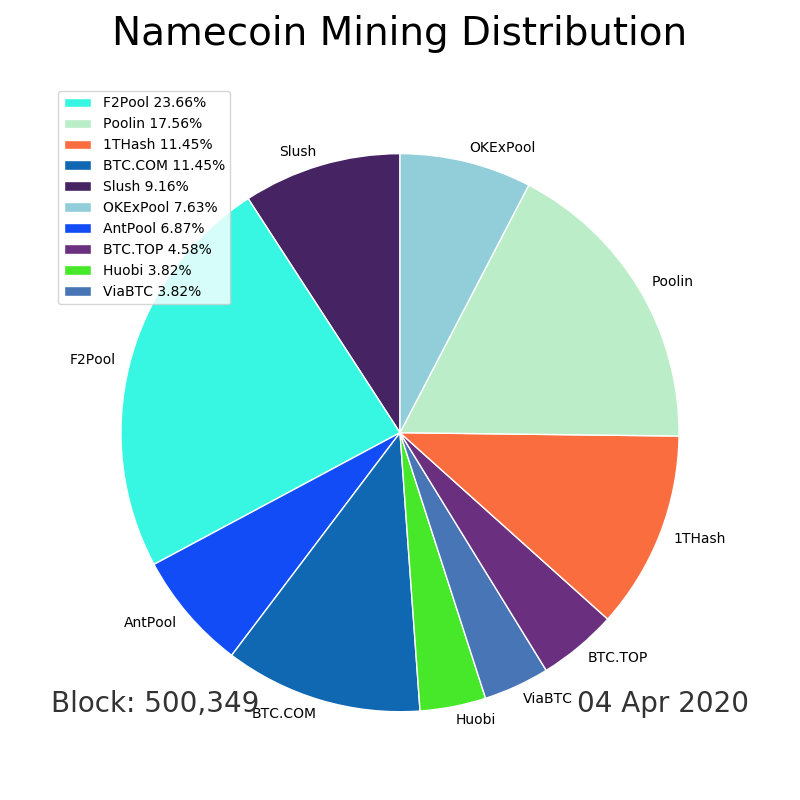 Namecoin Mining Distribution
F2Pool 23.66%
Poolin 17.56%
1THash 11.45%
BTC.COM 11.45%
Slush 9.16%
OKExPool 7.63%
AntPool 6.87%
BTC.TOP 4.58%
Huobi 3.82%
ViaBTC 3.82%
Slush
OKExPool
Poolin
F2Pool
1THash
AntPool
BTC.TOP
ViaBTC
BTC.COM
Huobi
Block: 500,349
04 Apr 2020